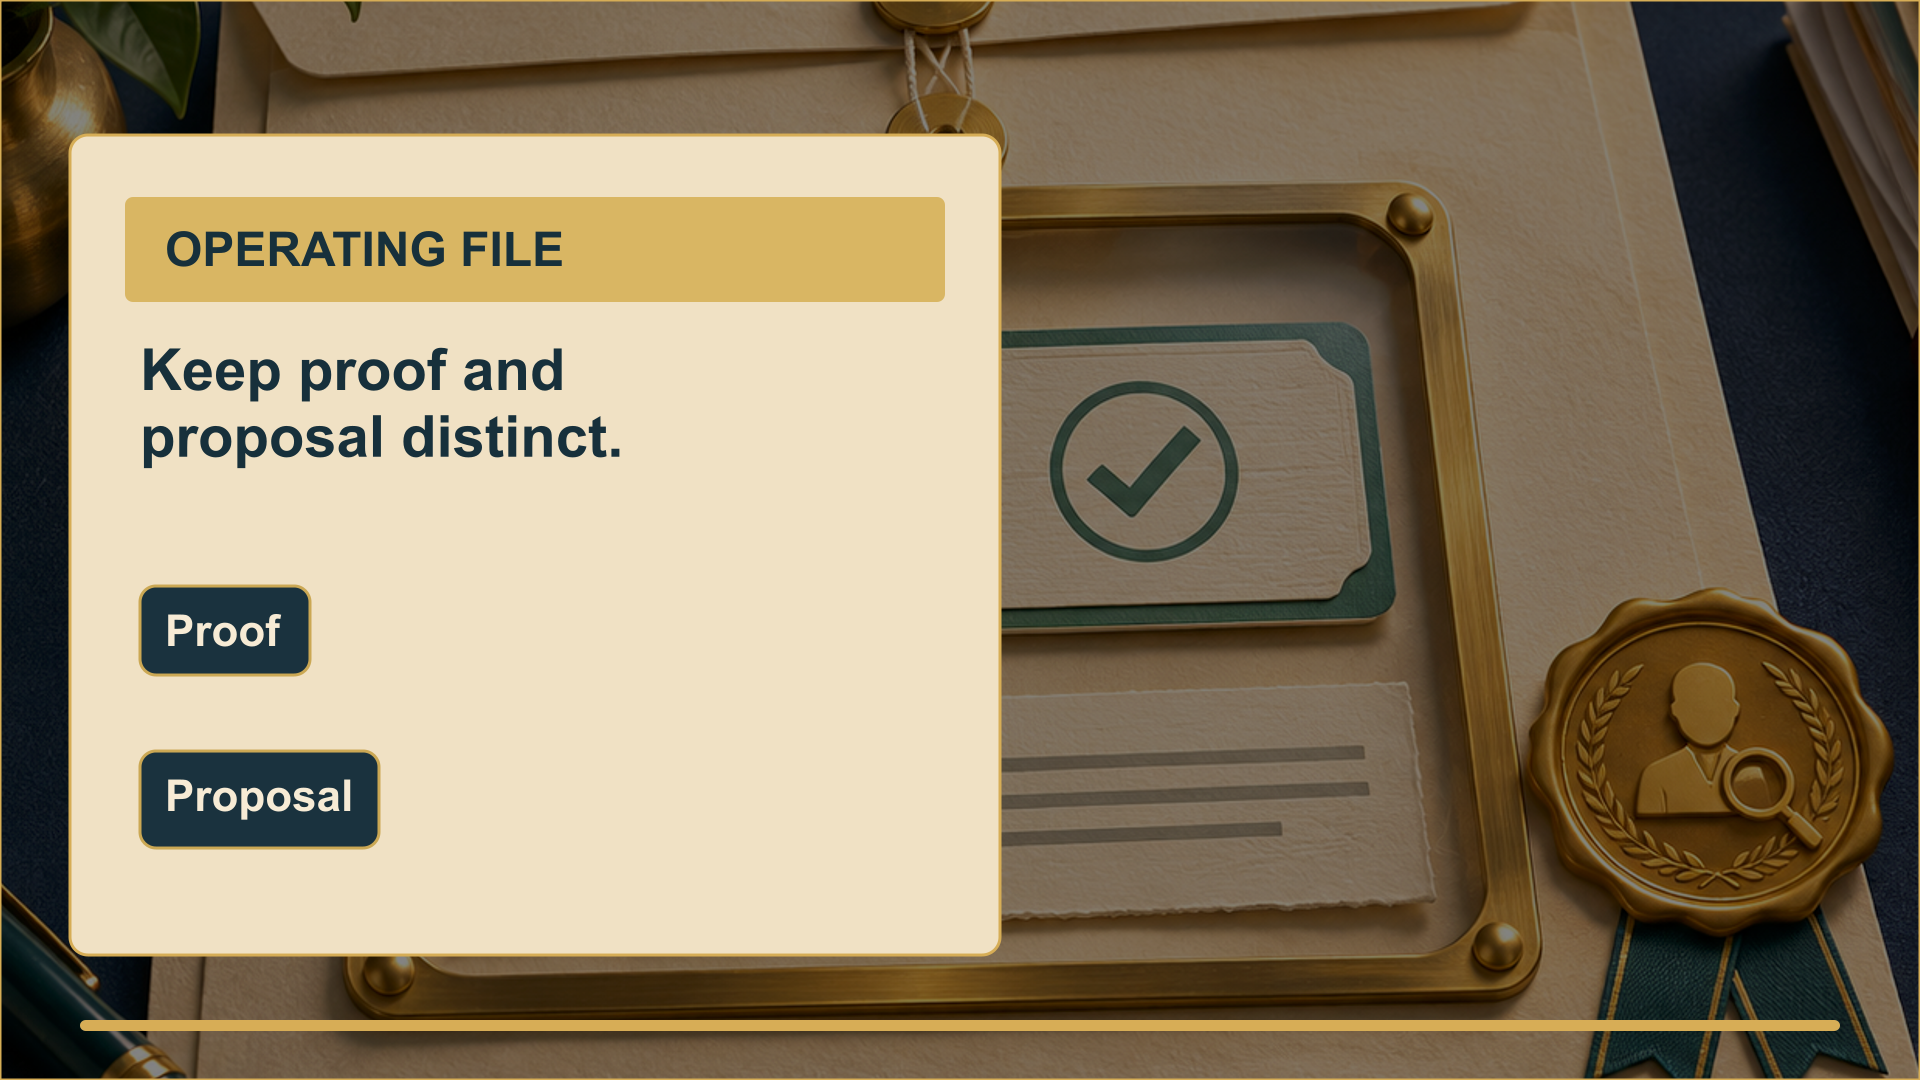 OPERATING FILE
Keep proof and
proposal distinct.
Proof
Proposal